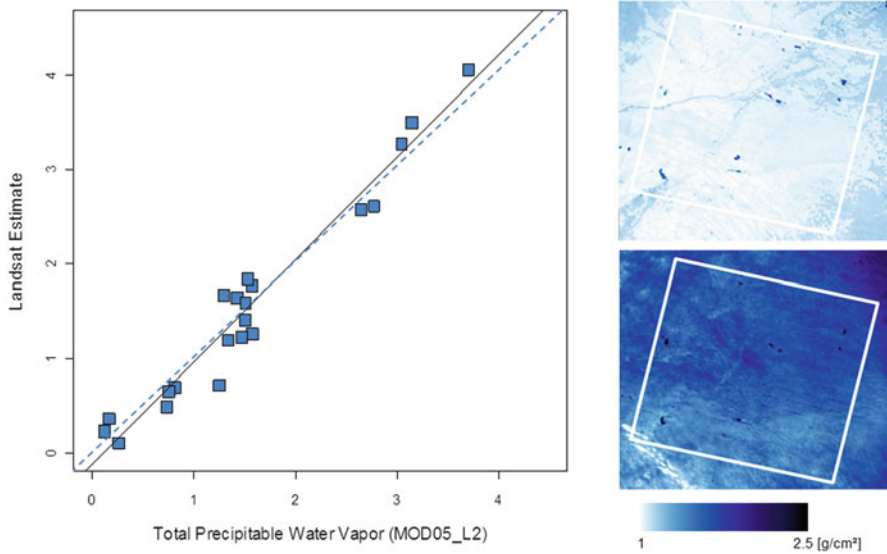 4
3
2
1
0
Landsat Estimate
0 1 2 3 4
Total Precipitable Water Vapor (MOD05_L2)
1 2.5 [g/cm²]